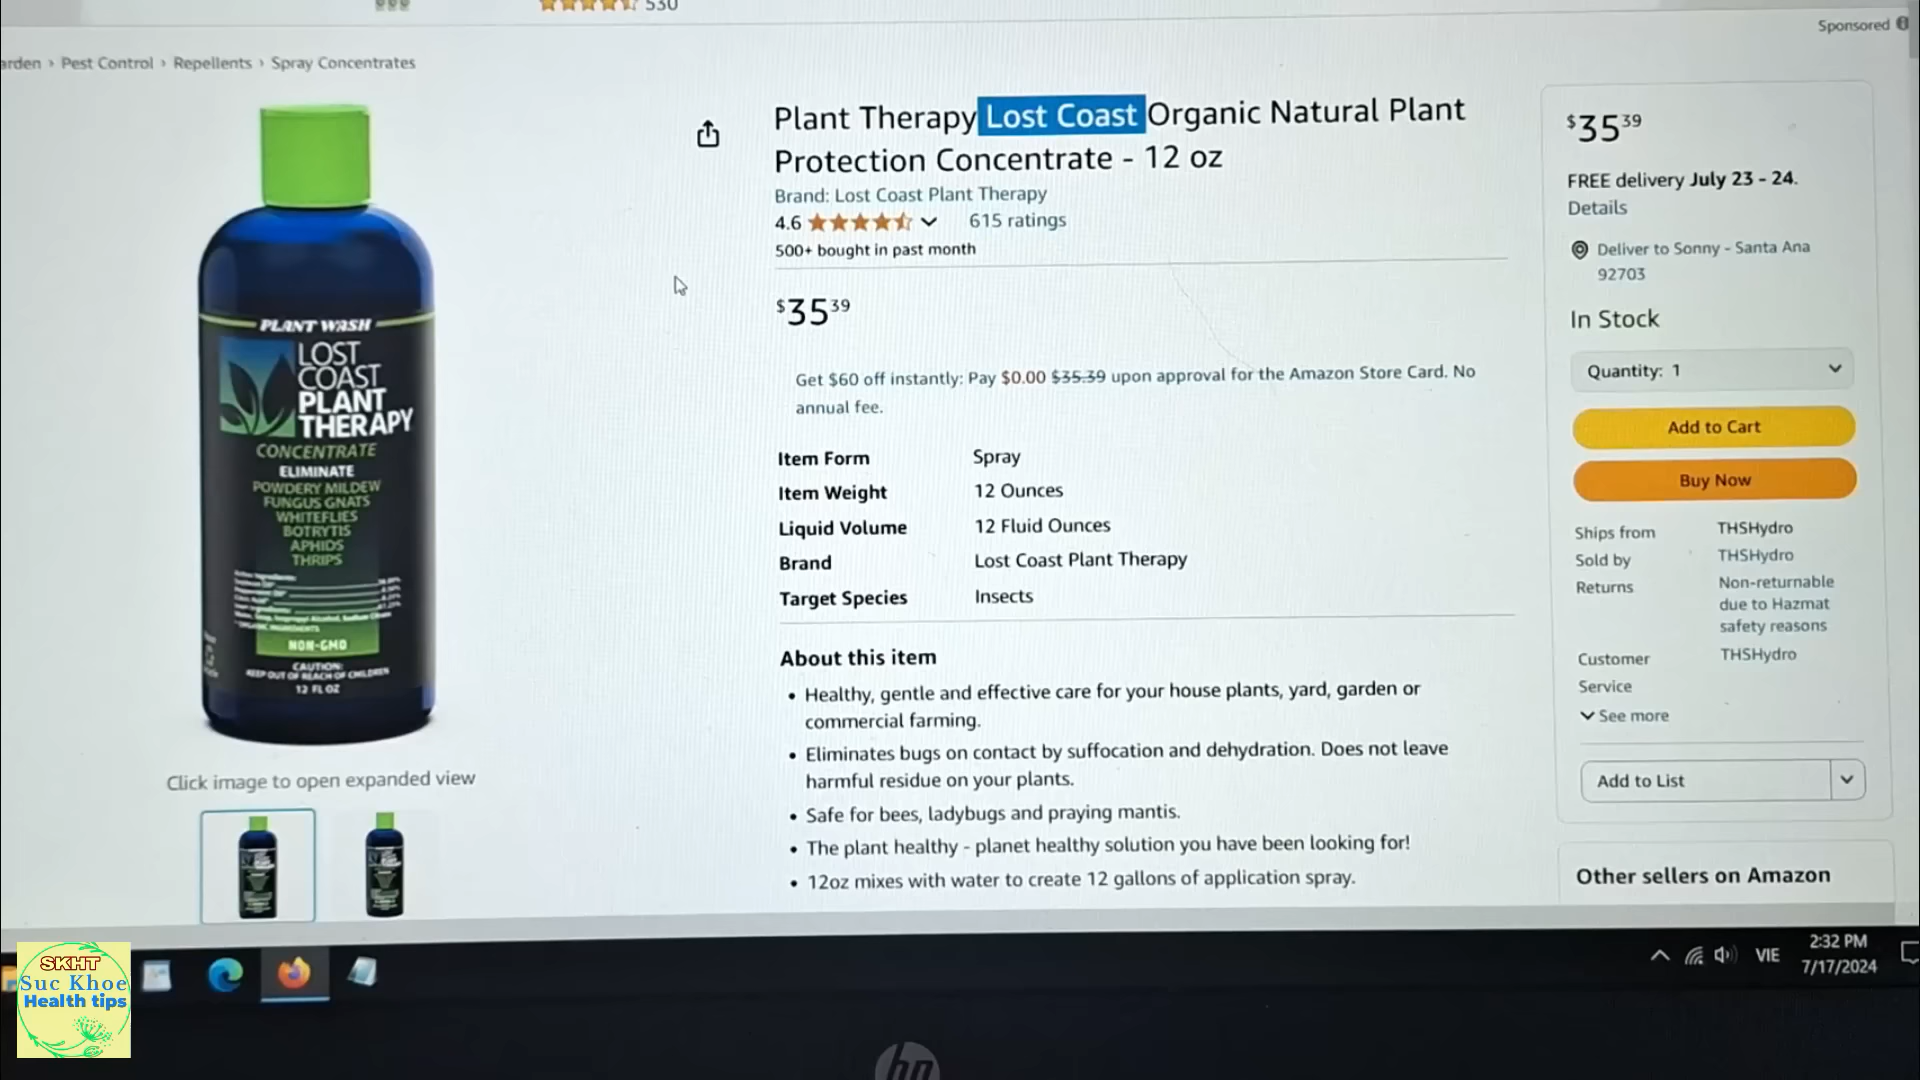 530
Sponsored
arden › Pest Control › Repellents › Spray Concentrates
Plant Therapy Lost Coast Organic Natural Plant
Protection Concentrate - 12 oz
Brand: Lost Coast Plant Therapy
4.6
615 ratings
500+ bought in past month
$35 39
Get $60 off instantly: Pay $0.00 $35.39 upon approval for the Amazon Store Card. No
annual fee.
Item Form Spray
Item Weight 12 Ounces
Liquid Volume 12 Fluid Ounces
Brand Lost Coast Plant Therapy
Target Species Insects
About this item
• Healthy, gentle and effective care for your house plants, yard, garden or
commercial farming.
• Eliminates bugs on contact by suffocation and dehydration. Does not leave
harmful residue on your plants.
• Safe for bees, ladybugs and praying mantis.
• The plant healthy - planet healthy solution you have been looking for!
• 12oz mixes with water to create 12 gallons of application spray.
PLANT WASH
LOST
COAST
PLANT
THERAPY
CONCENTRATE
ELIMINATE
POWDERY MILDEW
FUNGUS GNATS
WHITEFLIES
BOTRYTIS
APHIDS
THRIPS
NON-GMO
CAUTION:
KEEP OUT OF REACH OF CHILDREN
12 FL OZ
Click image to open expanded view
$35 39
FREE delivery July 23 - 24.
Details
Deliver to Sonny - Santa Ana
92703
In Stock
Quantity: 1
Add to Cart
Buy Now
Ships from THSHydro
Sold by THSHydro
Returns Non-returnable
due to Hazmat
safety reasons
Customer THSHydro
Service
See more
Add to List
Other sellers on Amazon
VIE
2:32 PM
7/17/2024
SKHT
Suc Khoe
Health tips
hp